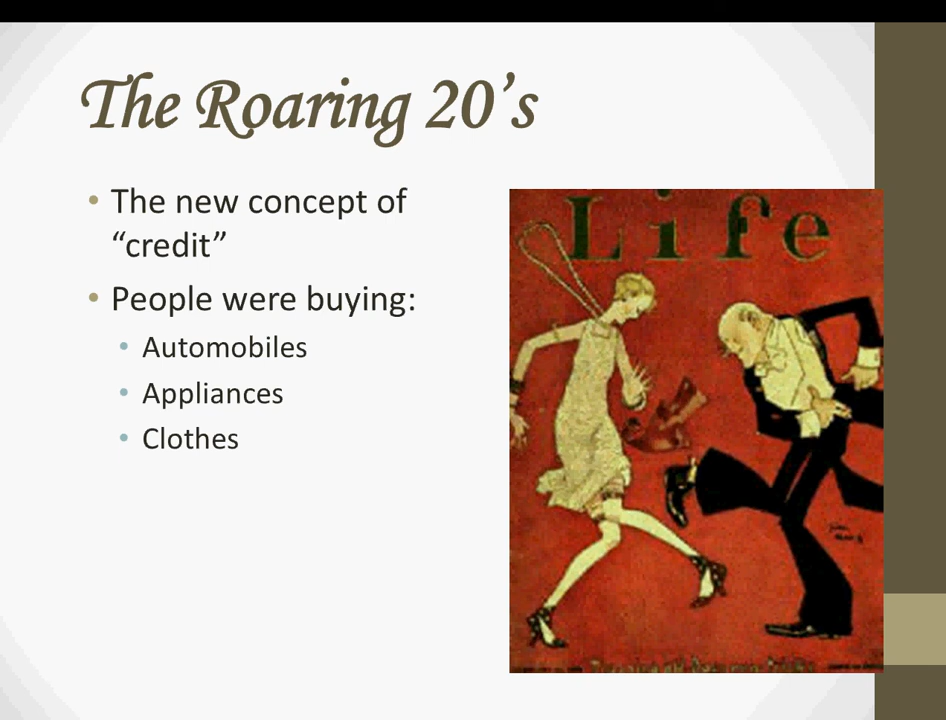 The Roaring 20’s
• The new concept of
“credit”
• People were buying:
• Automobiles
• Appliances
• Clothes
Life